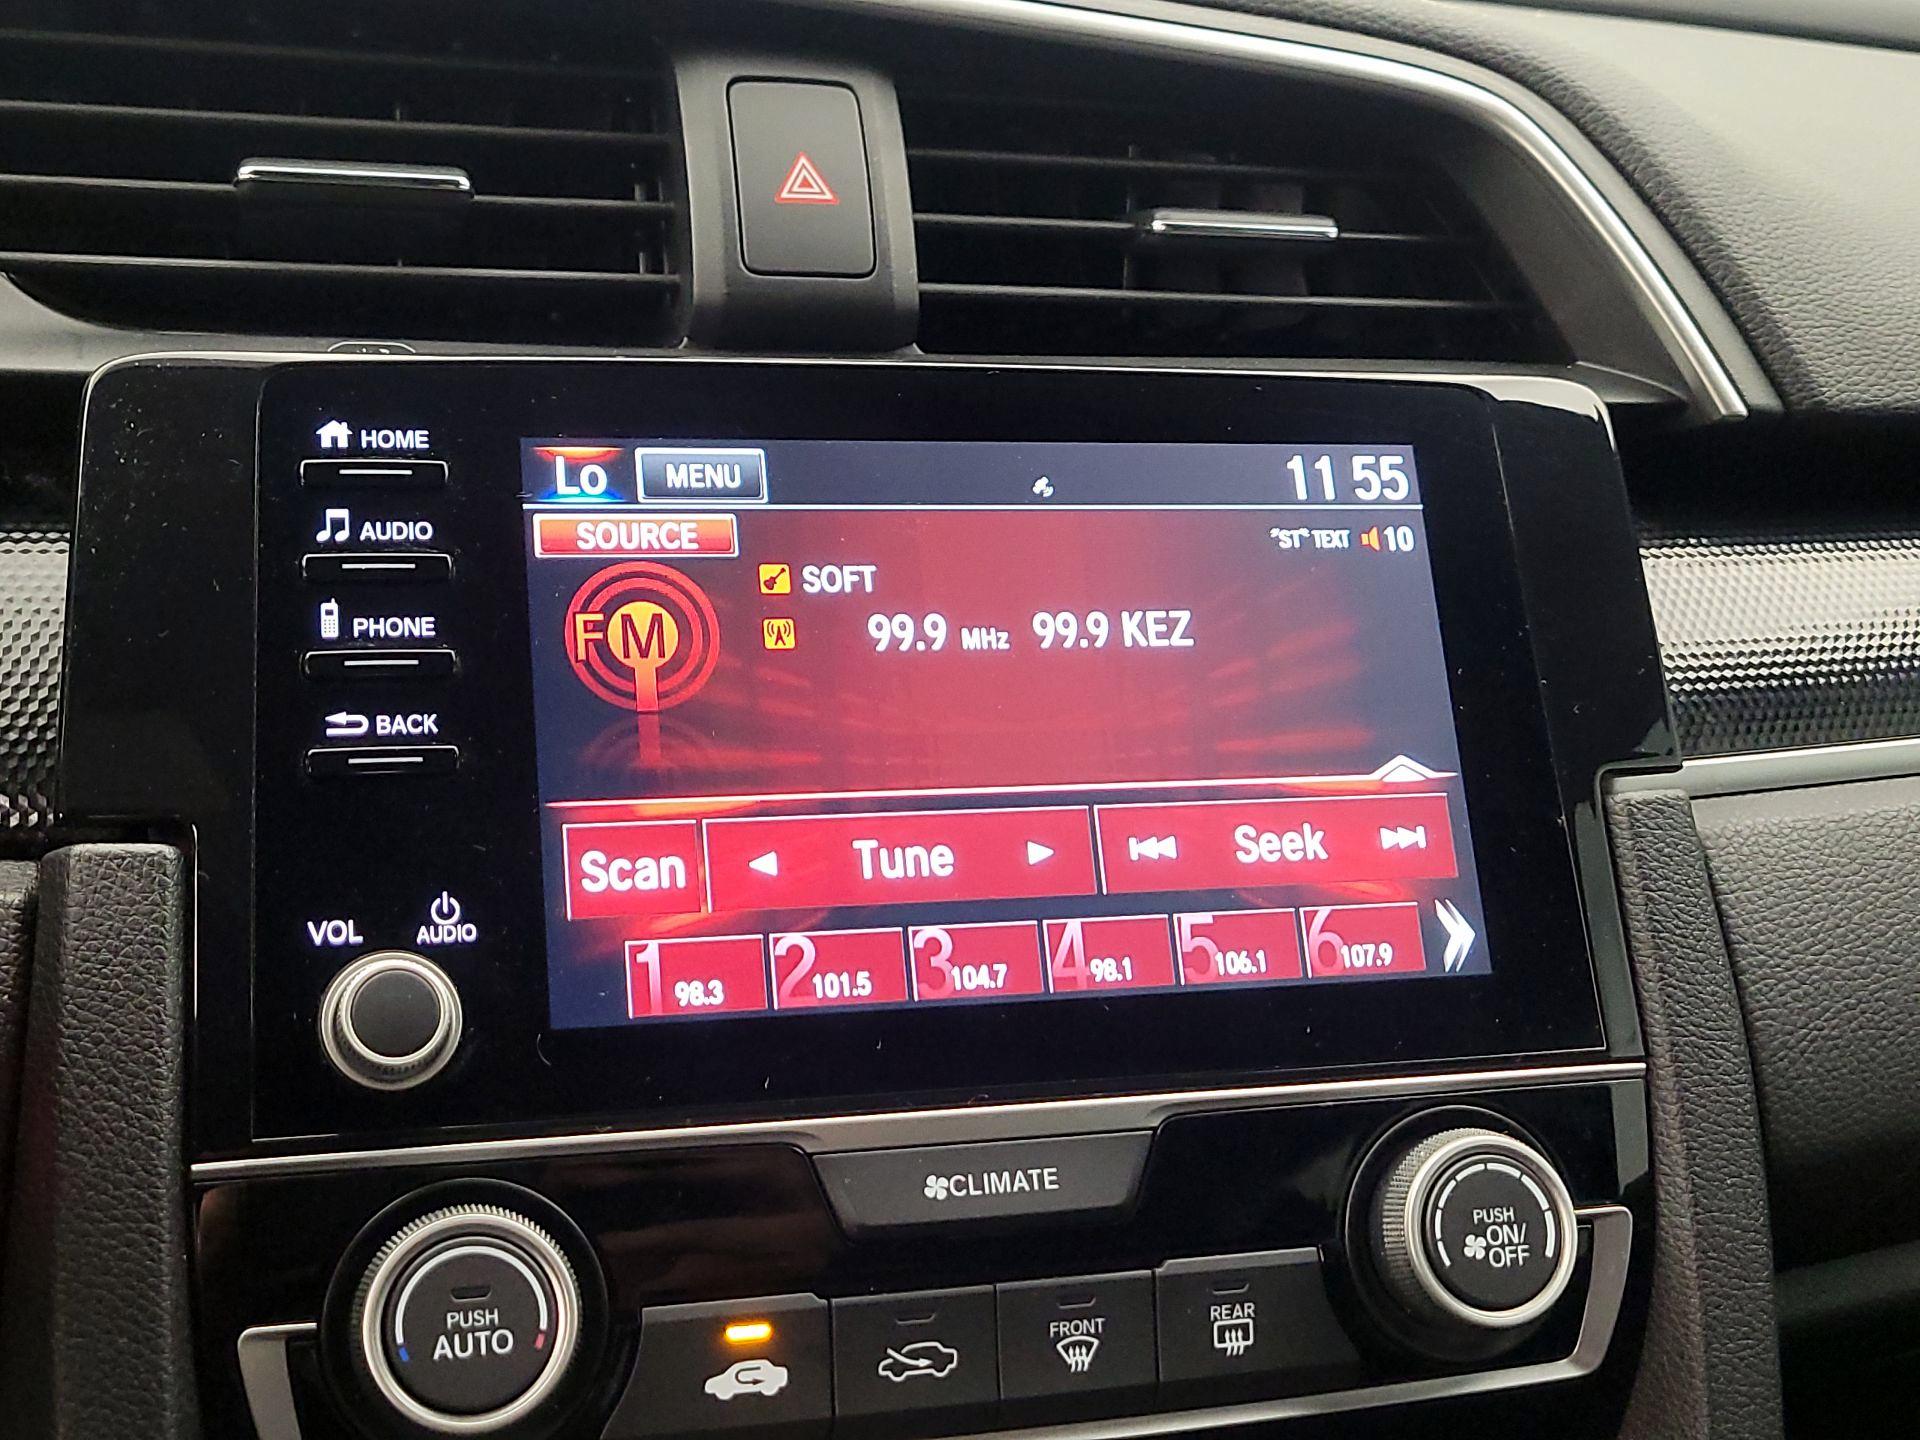 HOME
AUDIO
PHONE
BACK
VOL
AUDIO
Lo MENU 11 55
SOURCE "ST" TEXT 10
SOFT
FM
99.9 MHz 99.9 KEZ
Scan Tune Seek
1 98.3 2 101.5 3 104.7 4 98.1 5 106.1 6 107.9
CLIMATE
PUSH
AUTO
FRONT
REAR
PUSH
ON/
OFF